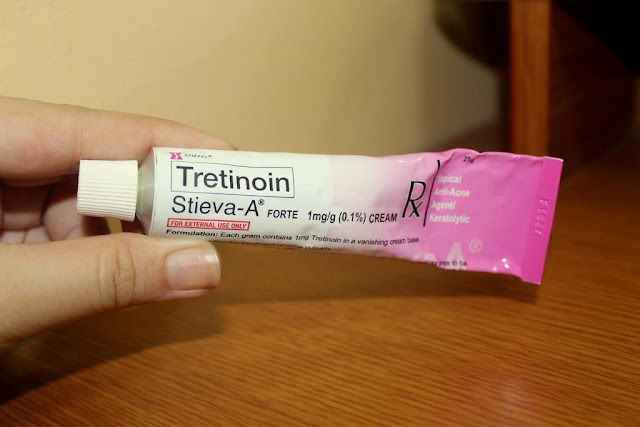 STIEFEL®
Tretinoin
Stieva-A® FORTE 1mg/g (0.1%) CREAM
FOR EXTERNAL USE ONLY
Formulation: Each gram contains 1mg Tretinoin in a vanishing cream base.
Rx
25g
Topical
Anti-Acne
Agent/
Keratolytic